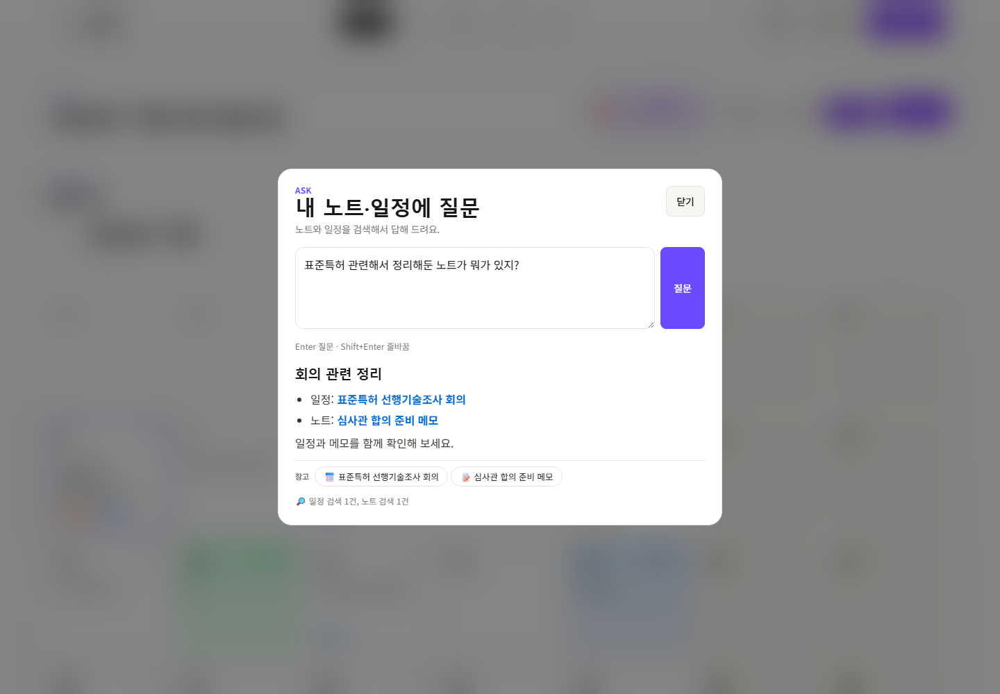 ASK
내 노트·일정에 질문
닫기
노트와 일정을 검색해서 답해 드려요.
표준특허 관련해서 정리해둔 노트가 뭐가 있지?
질문
Enter 질문 · Shift+Enter 줄바꿈
회의 관련 정리
일정: 표준특허 선행기술조사 회의
노트: 심사관 합의 준비 메모
일정과 메모를 함께 확인해 보세요.
참고 표준특허 선행기술조사 회의 심사관 합의 준비 메모
일정 검색 1건, 노트 검색 1건